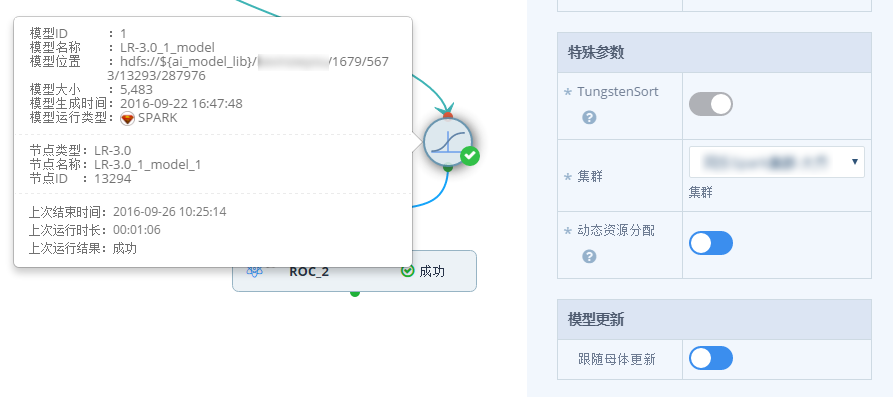 模型ID ：1
模型名称 ：LR-3.0_1_model
模型位置 ：hdfs://${ai_model_lib}/ /1679/567
3/13293/287976
模型大小 ：5,483
模型生成时间：2016-09-22 16:47:48
模型运行类型： SPARK
节点类型：LR-3.0
节点名称：LR-3.0_1_model_1
节点ID ：13294
上次结束时间：2016-09-26 10:25:14
上次运行时长：00:01:06
上次运行结果：成功
ROC_2 成功
特殊参数
* TungstenSort
?
* 集群
集群
* 动态资源分配
?
模型更新
跟随母体更新